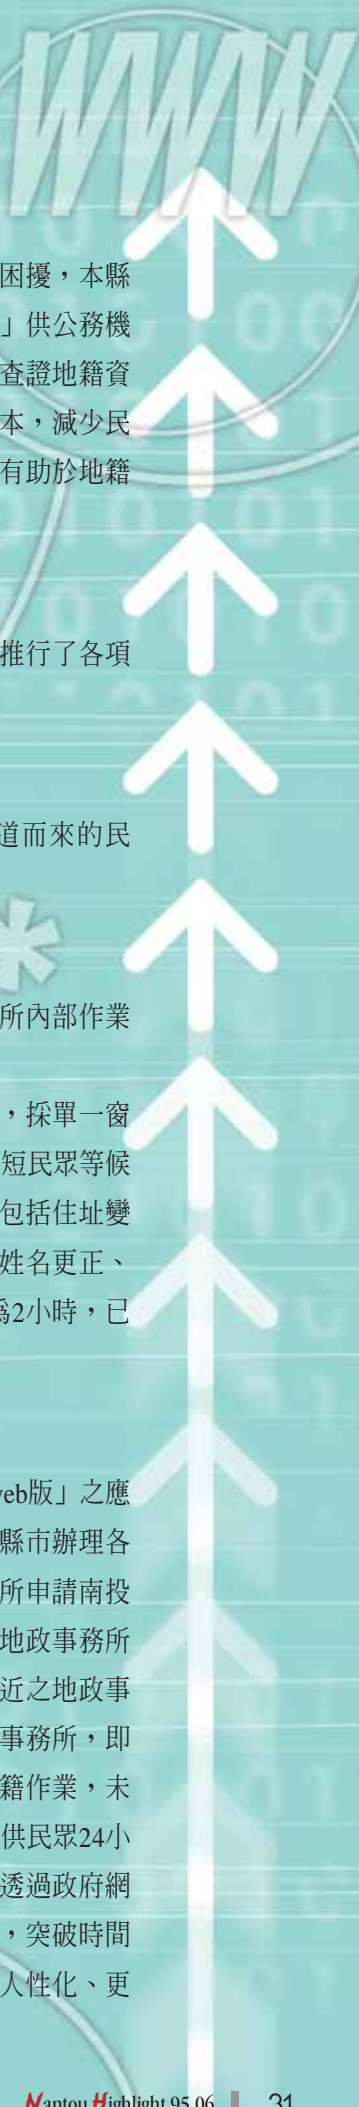 WWW
困擾，本縣
」供公務機
查證地籍資
本，減少民
有助於地籍
推行了各項
道而來的民
*
所內部作業
，採單一窗
短民眾等候
包括住址變
姓名更正、
為2小時，已
web版」之應
縣市辦理各
所申請南投
地政事務所
近之地政事
事務所，即
籍作業，未
供民眾24小
透過政府網
，突破時間
人性化、更
Nantou Highlight 95.06 31